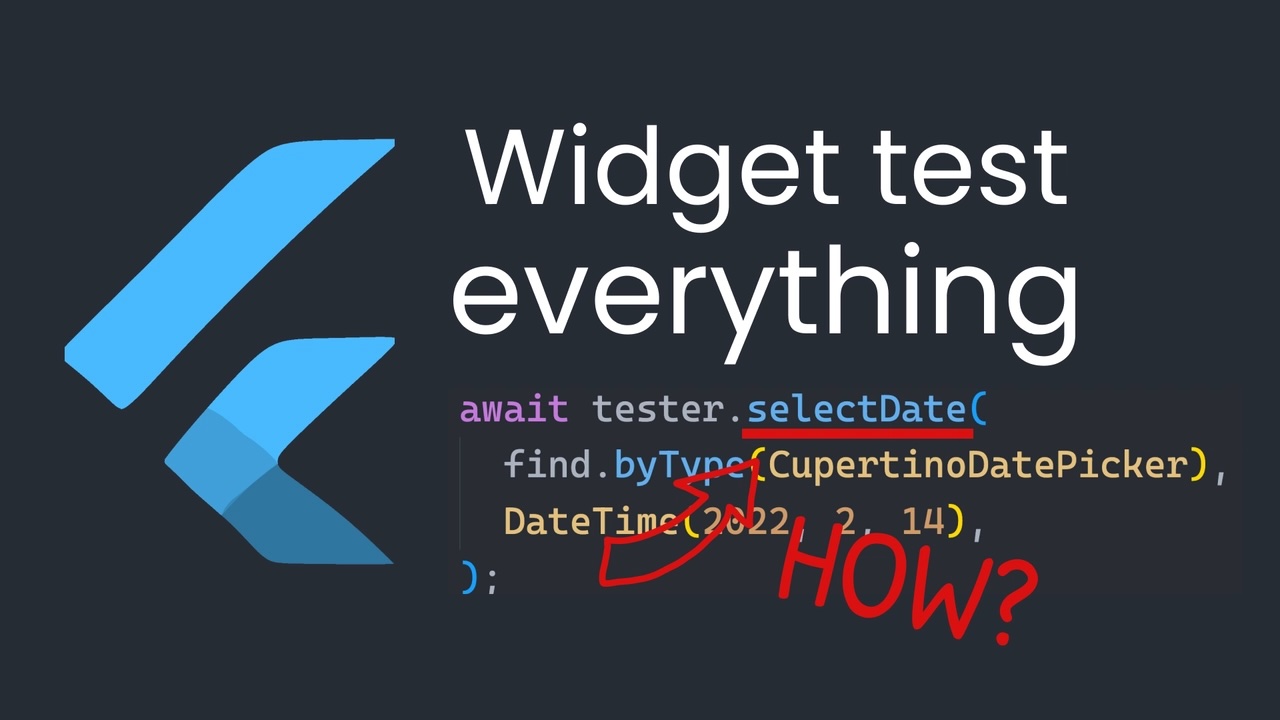 Widget test
everything
await tester.selectDate(
find.byType(CupertinoDatePicker),
DateTime(2022, 2, 14),
);
HOW?